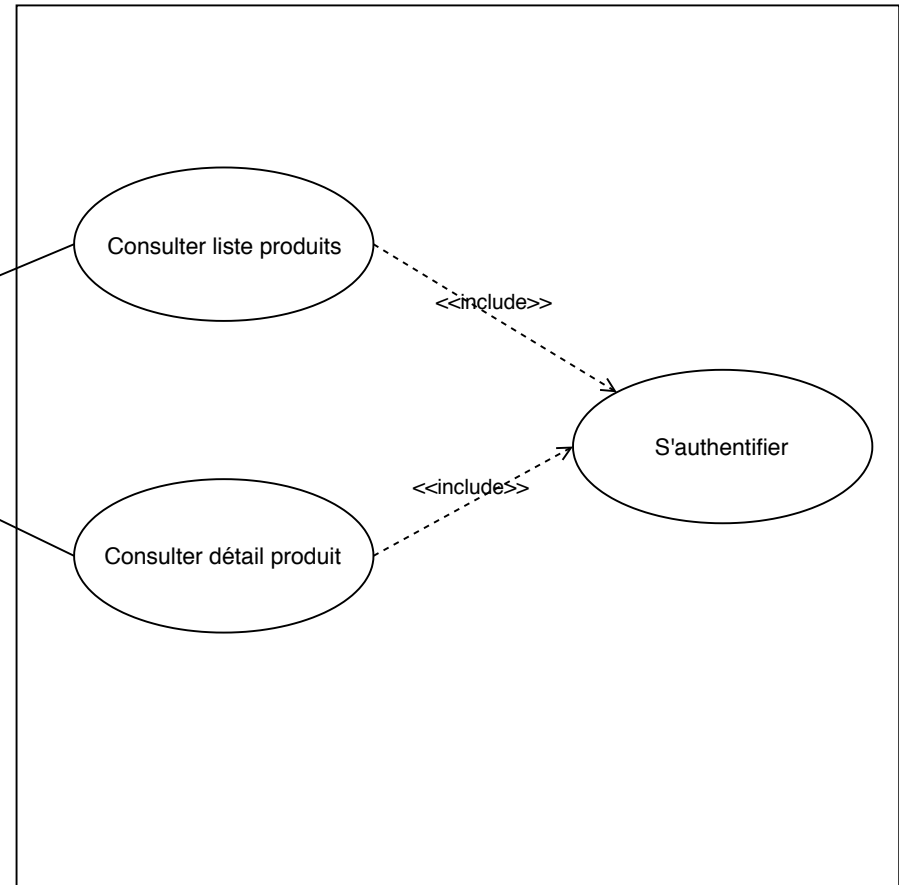 Consulter liste produits
<<include>>
S'authentifier
<<include>>
Consulter détail produit